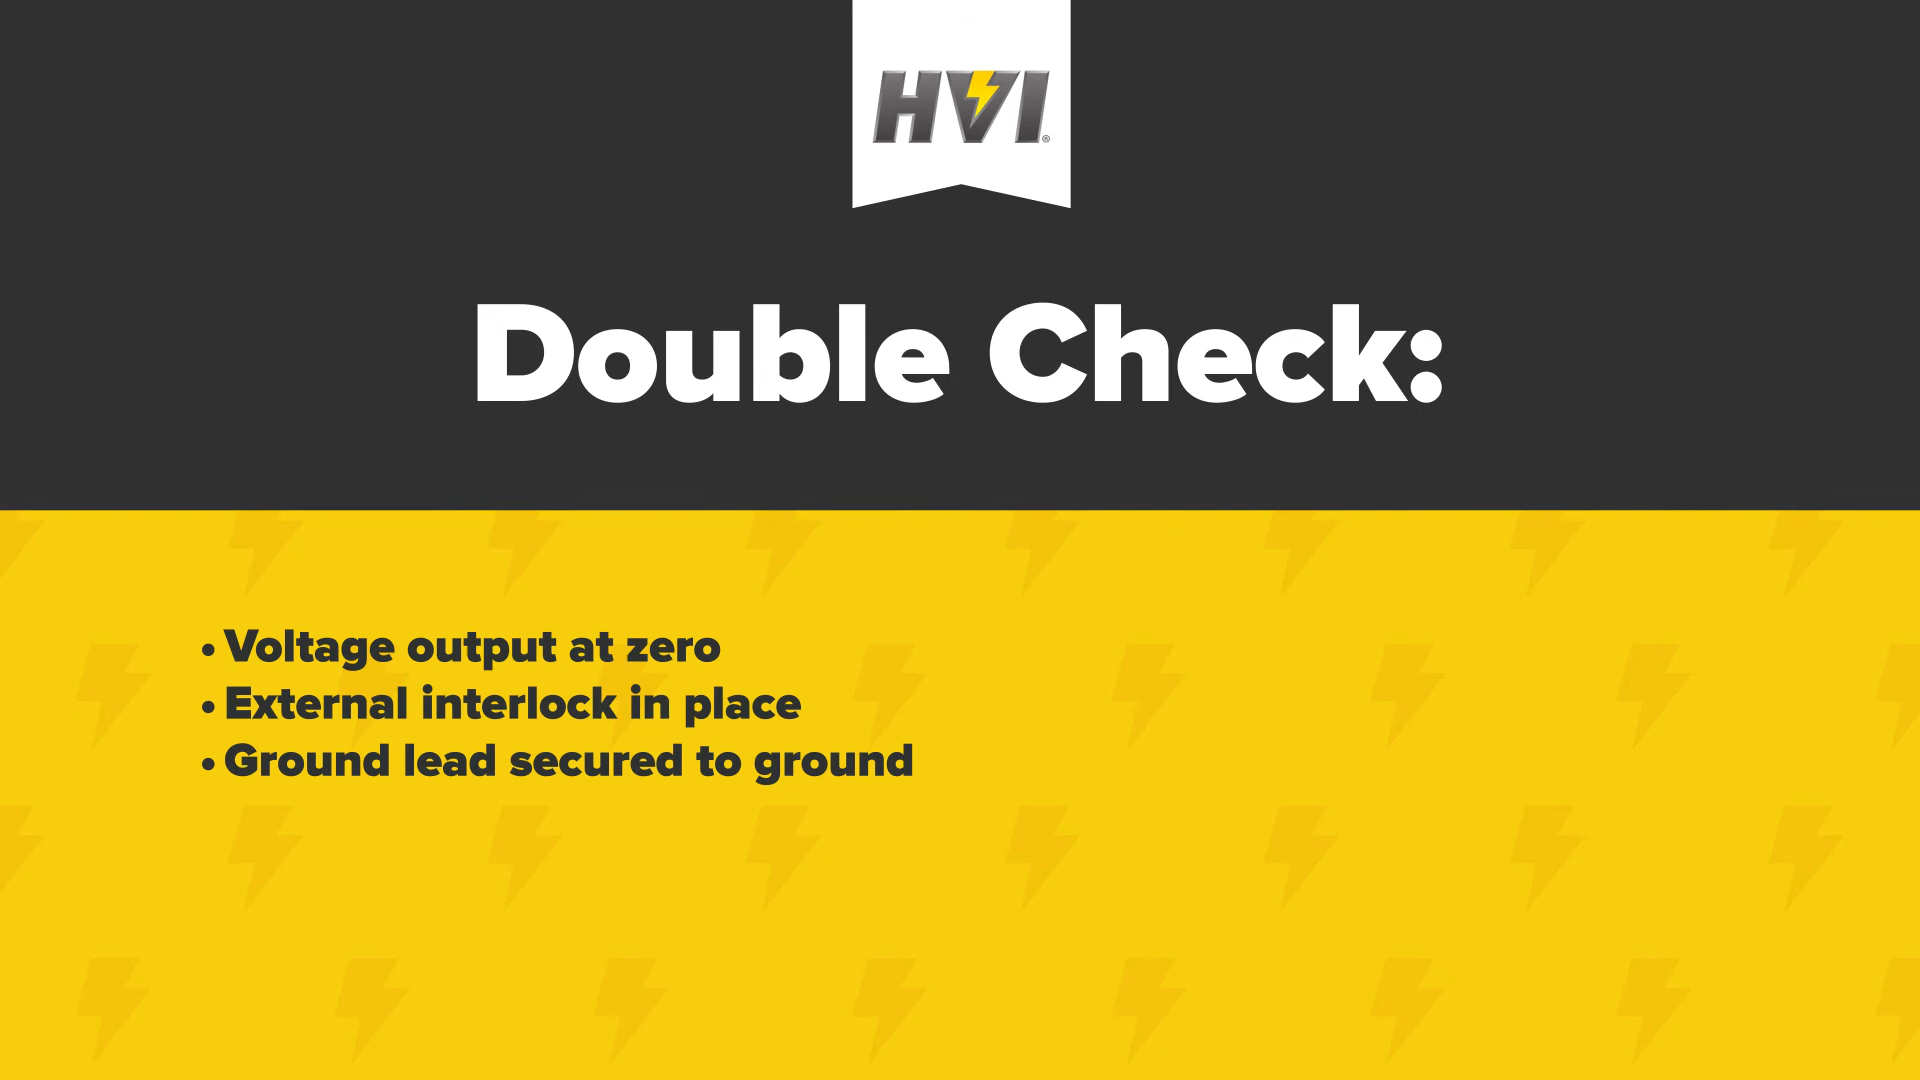 HVI®
Double Check:
• Voltage output at zero
• External interlock in place
• Ground lead secured to ground